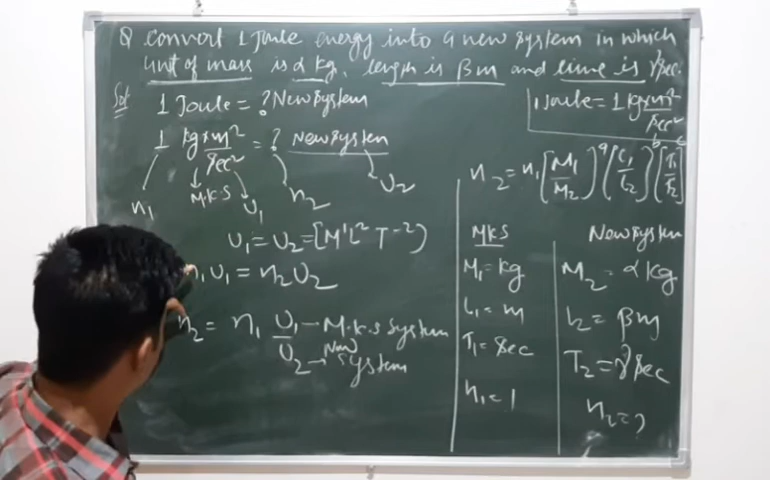 Q Convert 1 Joule energy into a new system in which
unit of mass is α kg, length is β m and time is γ sec.
Sol
1 Joule = ? New System
1 Joule = 1 kg×m²/sec²
1 kg×m²/sec² = ? New System
n₁
M.K.S
U₁
n₂
U₂
n₂ = n₁ [M₁/M₂]ᵃ [L₁/L₂]ᵇ [T₁/T₂]ᶜ
U₁ = U₂ = [M¹L²T⁻²]
n₁U₁ = n₂U₂
n₂ = n₁ U₁/U₂
U₁ – M.K.S System
U₂ → New System
MKS
M₁ = kg
L₁ = m
T₁ = sec
n₁ = 1
New System
M₂ = α kg
L₂ = β m
T₂ = γ sec
n₂ = ?